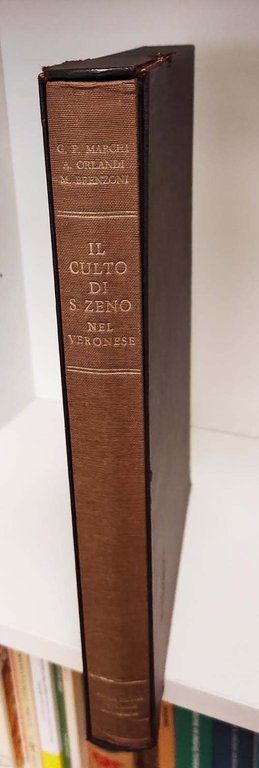 G. P. MARCHI
A. ORLANDI
M. BRENZONI
IL
CULTO
DI
S. ZENO
NEL
VERONESE